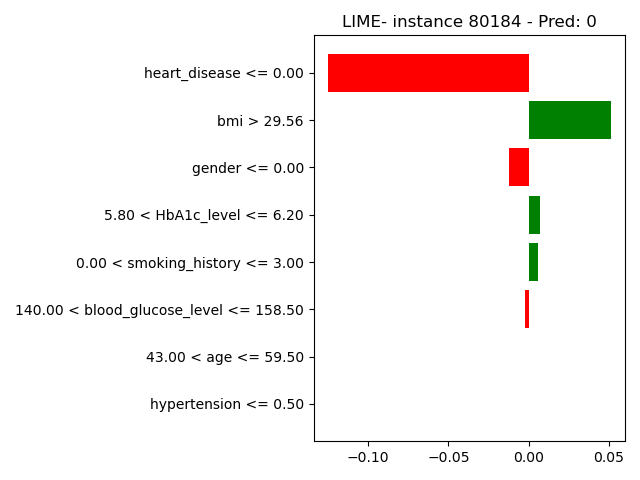 LIME- instance 80184 - Pred: 0
heart_disease <= 0.00
bmi > 29.56
gender <= 0.00
5.80 < HbA1c_level <= 6.20
0.00 < smoking_history <= 3.00
140.00 < blood_glucose_level <= 158.50
43.00 < age <= 59.50
hypertension <= 0.50
−0.10 −0.05 0.00 0.05